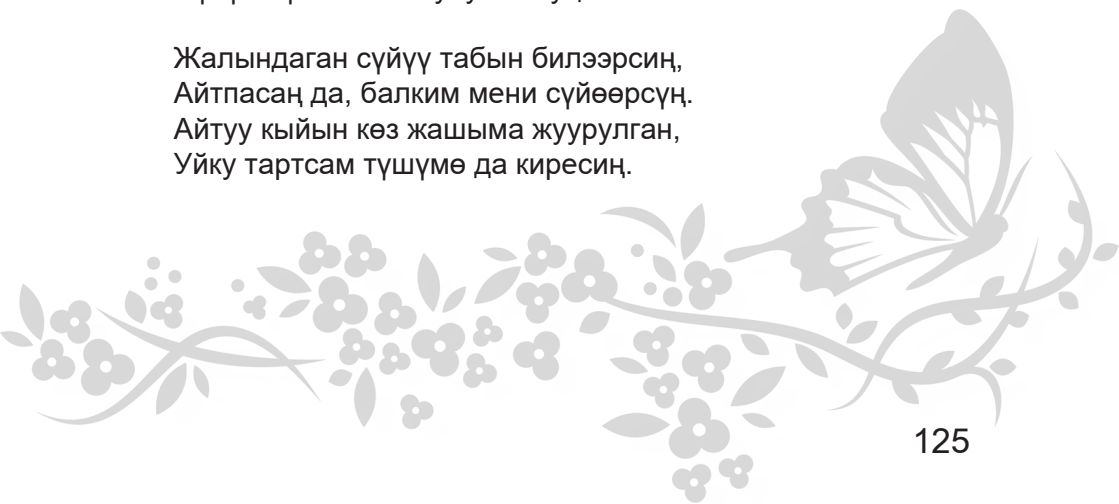 Жалындаган сүйүү табын билээрсиң,
Айтпасаң да, балким мени сүйөөрсүң.
Айтуу кыйын көз жашыма жуурулган,
Уйку тартсам түшүмө да киресиң.
125